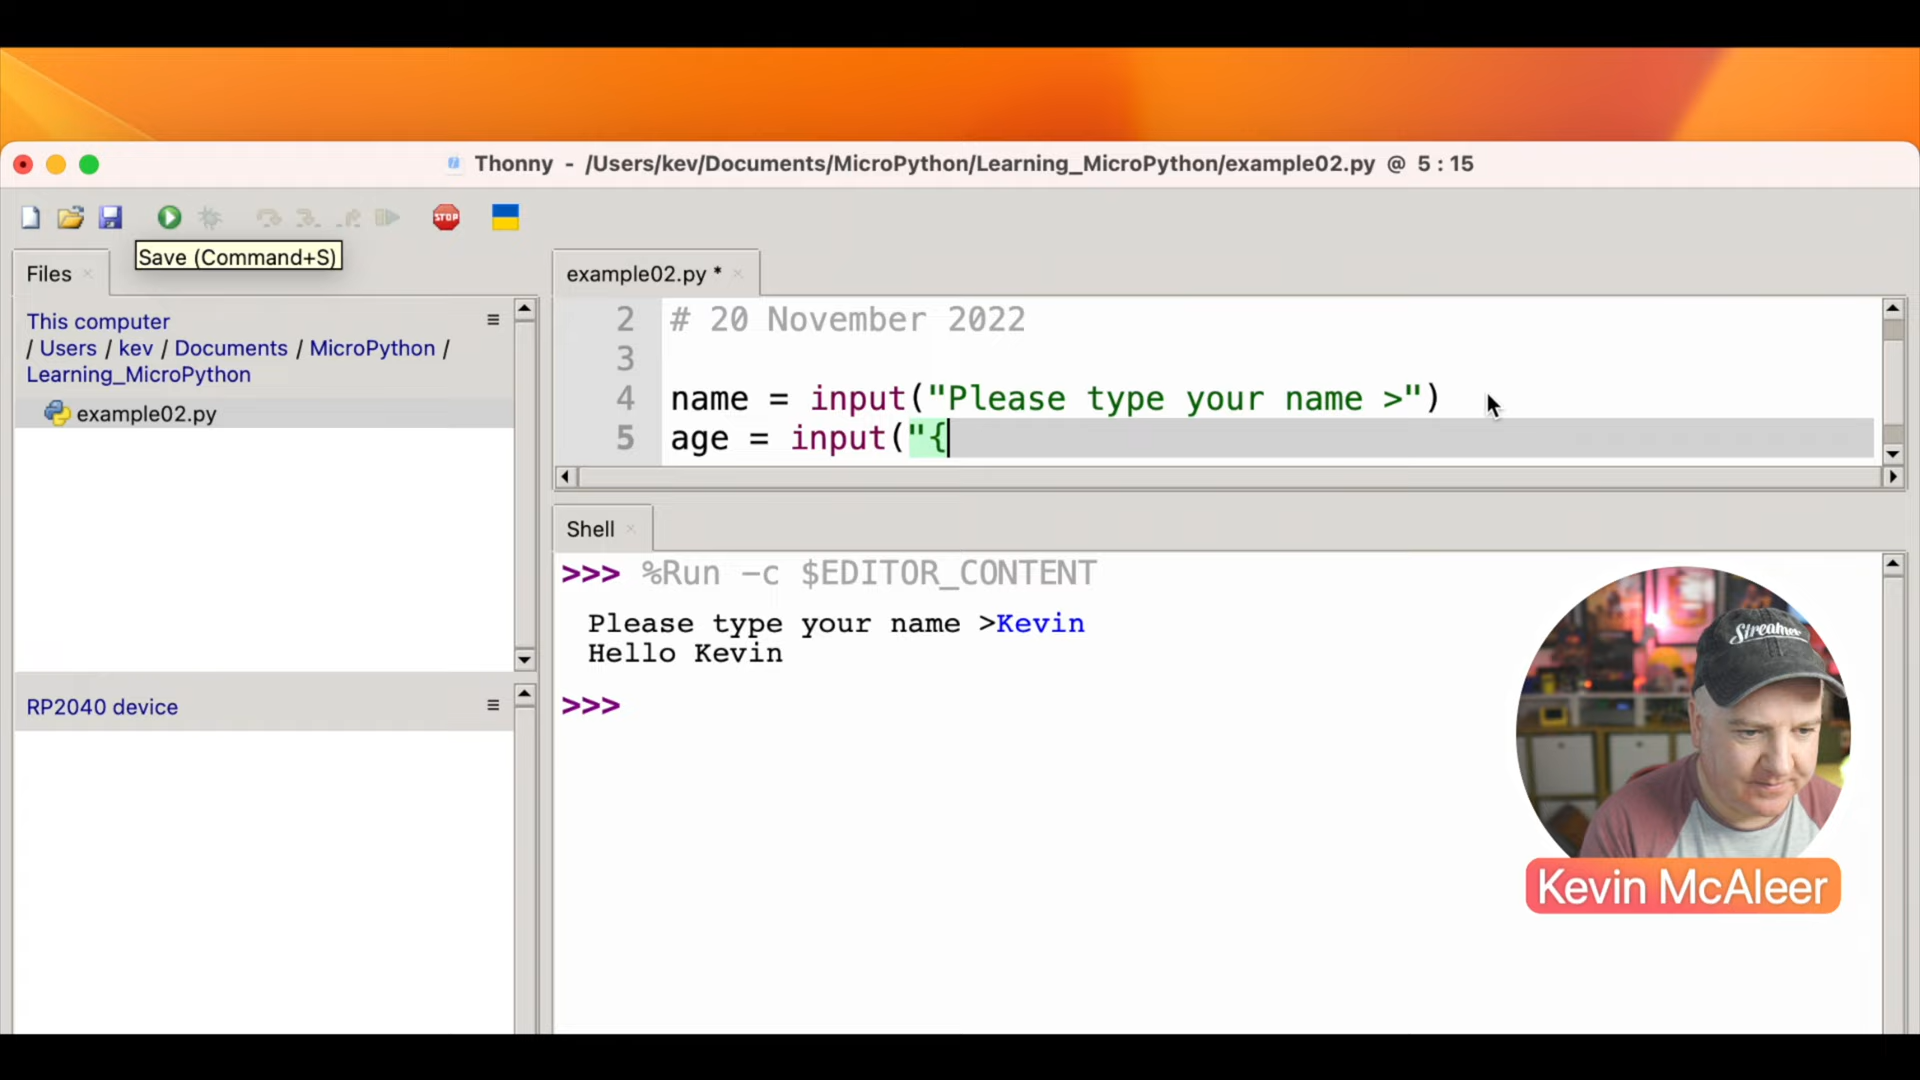 Thonny - /Users/kev/Documents/MicroPython/Learning_MicroPython/example02.py @ 5 : 15
STOP
Save (Command+S)
Files
This computer
/ Users / kev / Documents / MicroPython /
Learning_MicroPython
example02.py
RP2040 device
example02.py *
2 # 20 November 2022
3
4 name = input("Please type your name >")
5 age = input("{
Shell
>>> %Run -c $EDITOR_CONTENT
Please type your name >Kevin
Hello Kevin
>>>
Streamer
Kevin McAleer